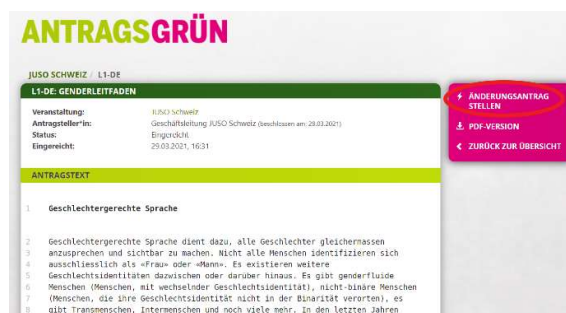 ANTRAGSGRÜN
JUSO SCHWEIZ / L1-DE
L1-DE: GENDERLEITFADEN
Veranstaltung: JUSO Schweiz
Antragsteller*in: Geschäftsleitung JUSO Schweiz (beschlossen am: 28.03.2021)
Status: Eingereicht
Eingereicht: 29.03.2021, 16:31
ANTRAGSTEXT
1 Geschlechtergerechte Sprache
2 Geschlechtergerechte Sprache dient dazu, alle Geschlechter gleichermassen
3 anzusprechen und sichtbar zu machen. Nicht alle Menschen identifizieren sich
4 ausschliesslich als «Frau» oder «Mann». Es existieren weitere
5 Geschlechtsidentitäten dazwischen oder darüber hinaus. Es gibt genderfluide
6 Menschen (Menschen, mit wechselnder Geschlechtsidentität), nicht-binäre Menschen
7 (Menschen, die ihre Geschlechtsidentität nicht in der Binarität verorten), es
8 gibt Transmenschen, Intermenschen und noch viele mehr. In den letzten Jahren
ÄNDERUNGSANTRAG
STELLEN
PDF-VERSION
ZURÜCK ZUR ÜBERSICHT